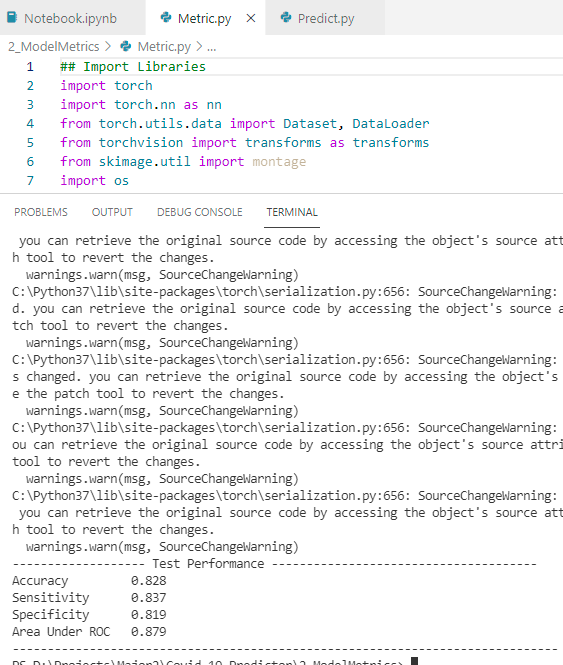 Notebook.ipynb Metric.py × Predict.py
2_ModelMetrics > Metric.py > ...
1 ## Import Libraries
2 import torch
3 import torch.nn as nn
4 from torch.utils.data import Dataset, DataLoader
5 from torchvision import transforms as transforms
6 from skimage.util import montage
7 import os
PROBLEMS OUTPUT DEBUG CONSOLE TERMINAL
you can retrieve the original source code by accessing the object's source att
h tool to revert the changes.
warnings.warn(msg, SourceChangeWarning)
C:\Python37\lib\site-packages\torch\serialization.py:656: SourceChangeWarning:
d. you can retrieve the original source code by accessing the object's source a
tch tool to revert the changes.
warnings.warn(msg, SourceChangeWarning)
C:\Python37\lib\site-packages\torch\serialization.py:656: SourceChangeWarning:
s changed. you can retrieve the original source code by accessing the object's
e the patch tool to revert the changes.
warnings.warn(msg, SourceChangeWarning)
C:\Python37\lib\site-packages\torch\serialization.py:656: SourceChangeWarning:
ou can retrieve the original source code by accessing the object's source attri
tool to revert the changes.
warnings.warn(msg, SourceChangeWarning)
C:\Python37\lib\site-packages\torch\serialization.py:656: SourceChangeWarning:
you can retrieve the original source code by accessing the object's source att
h tool to revert the changes.
warnings.warn(msg, SourceChangeWarning)
------------------- Test Performance --------------------------------------
Accuracy 0.828
Sensitivity 0.837
Specificity 0.819
Area Under ROC 0.879
------------------------------------------------------------------------------
PS D:\Projects\Major2\Covid-19-Predictor\2_ModelMetrics>